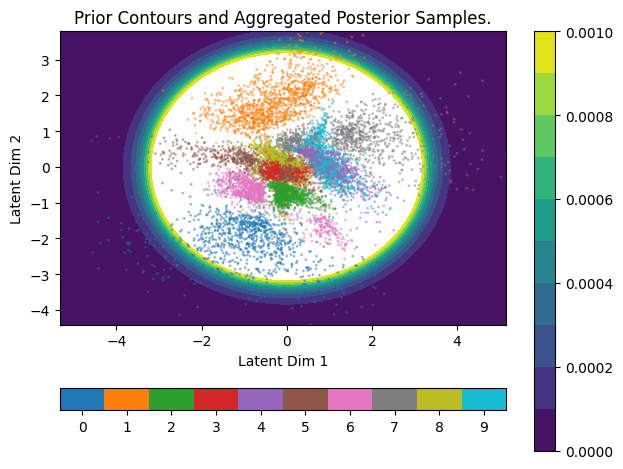 Prior Contours and Aggregated Posterior Samples.
Latent Dim 2
3
2
1
0
−1
−2
−3
−4
−4 −2 0 2 4
Latent Dim 1
0 1 2 3 4 5 6 7 8 9
0.0010
0.0008
0.0006
0.0004
0.0002
0.0000